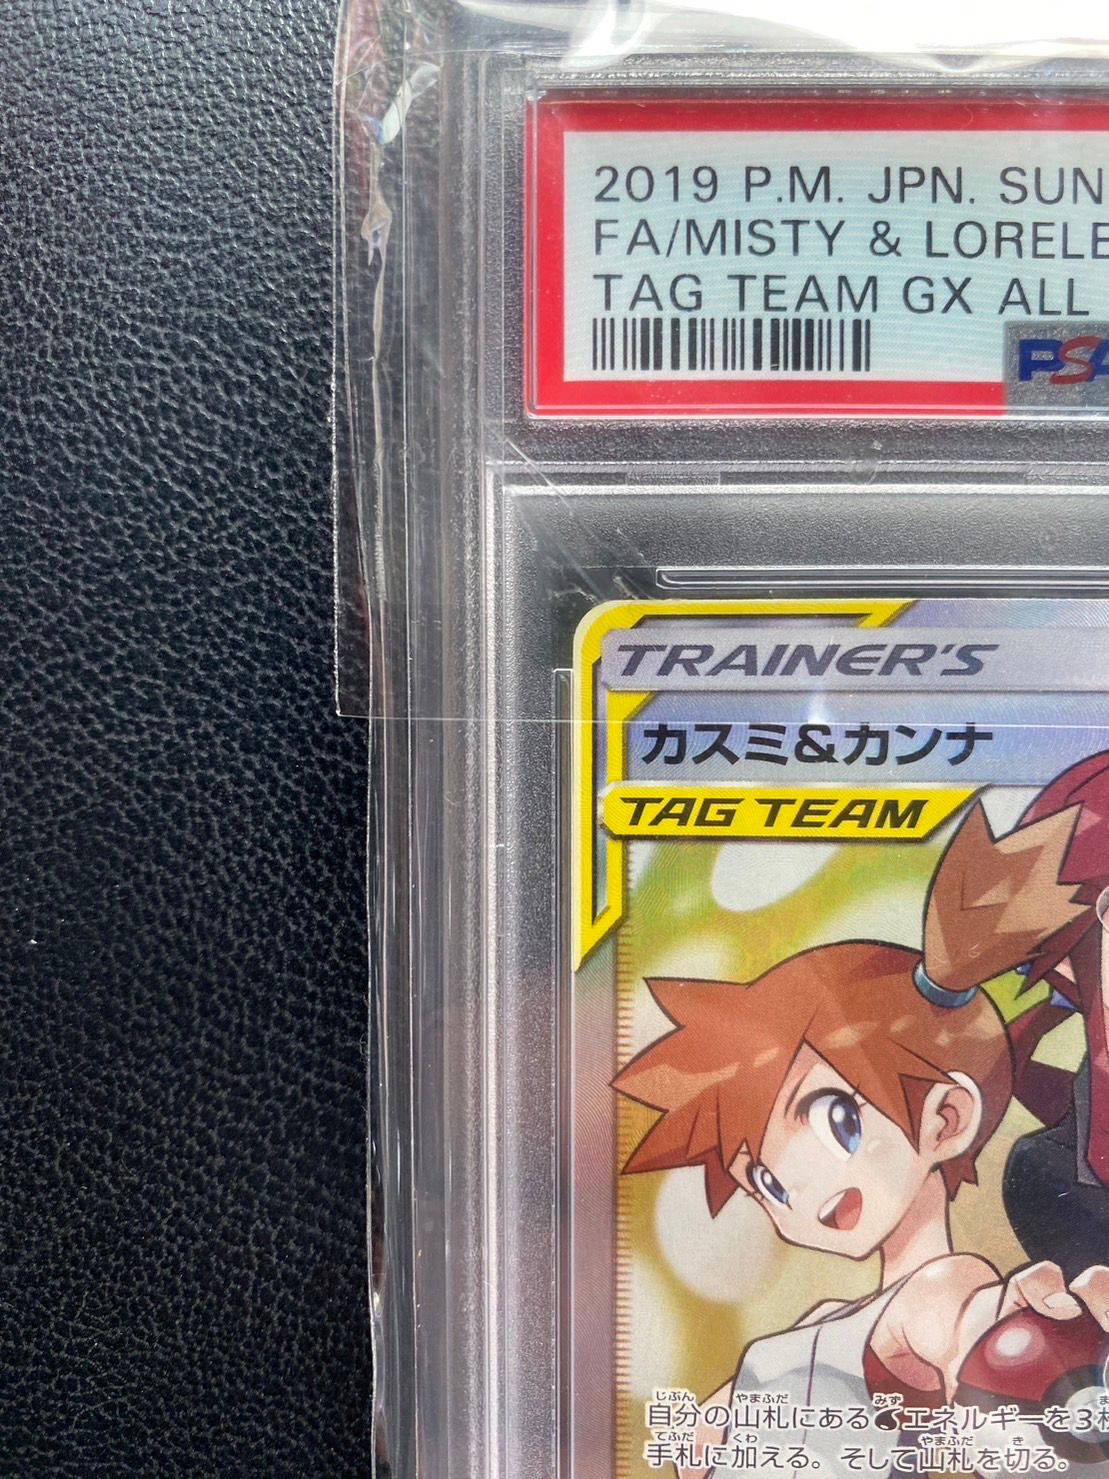 2019 P.M. JPN. SUN
FA/MISTY & LORELE
TAG TEAM GX ALL
PSA
TRAINER'S
カスミ&カンナ
TAG TEAM
自分の山札にあるエネルギーを3
手札に加える。そして山札を切る。